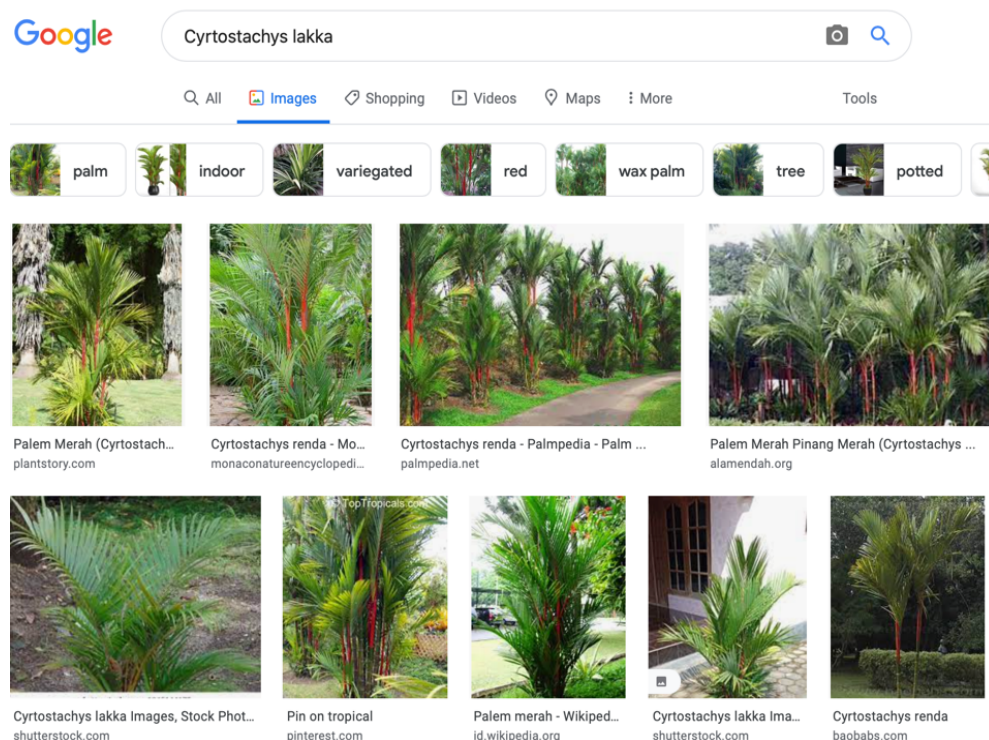 Google
Cyrtostachys lakka
All Images Shopping Videos Maps More Tools
palm indoor variegated red wax palm tree potted
TopTropicals.com
Palem Merah (Cyrtostach... Cyrtostachys renda - Mo... Cyrtostachys renda - Palmpedia - Palm ... Palem Merah Pinang Merah (Cyrtostachys ...
plantstory.com monaconatureencyclopedi... palmpedia.net alamendah.org
Cyrtostachys lakka Images, Stock Phot... Pin on tropical Palem merah - Wikiped... Cyrtostachys lakka Ima... Cyrtostachys renda
shutterstock.com pinterest.com id.wikipedia.org shutterstock.com baobabs.com